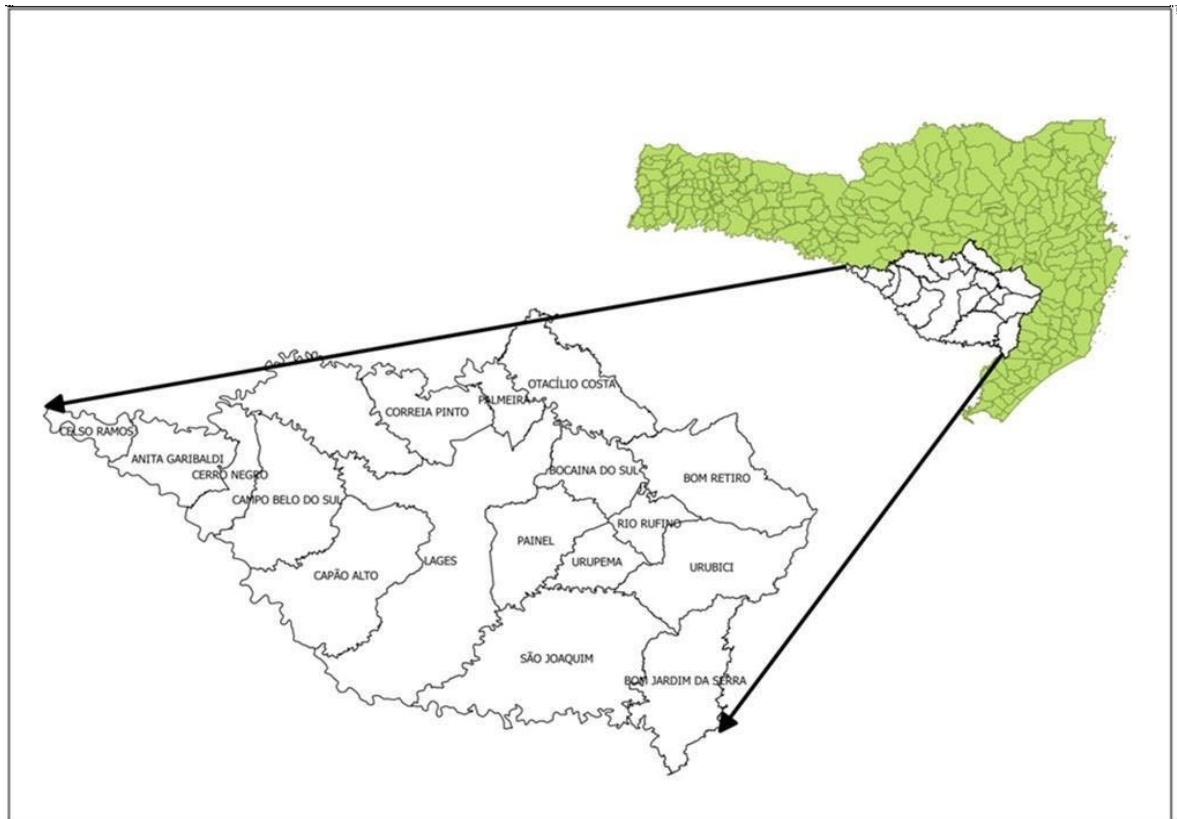 OTACÍLIO COSTA
PALMEIRA
CORREIA PINTO
CELSO RAMOS
ANITA GARIBALDI
CERRO NEGRO
BOCAINA DO SUL
BOM RETIRO
CAMPO BELO DO SUL
RIO RUFINO
PAINEL
LAGES
URUPEMA
URUBICI
CAPÃO ALTO
SÃO JOAQUIM
BOM JARDIM DA SERRA